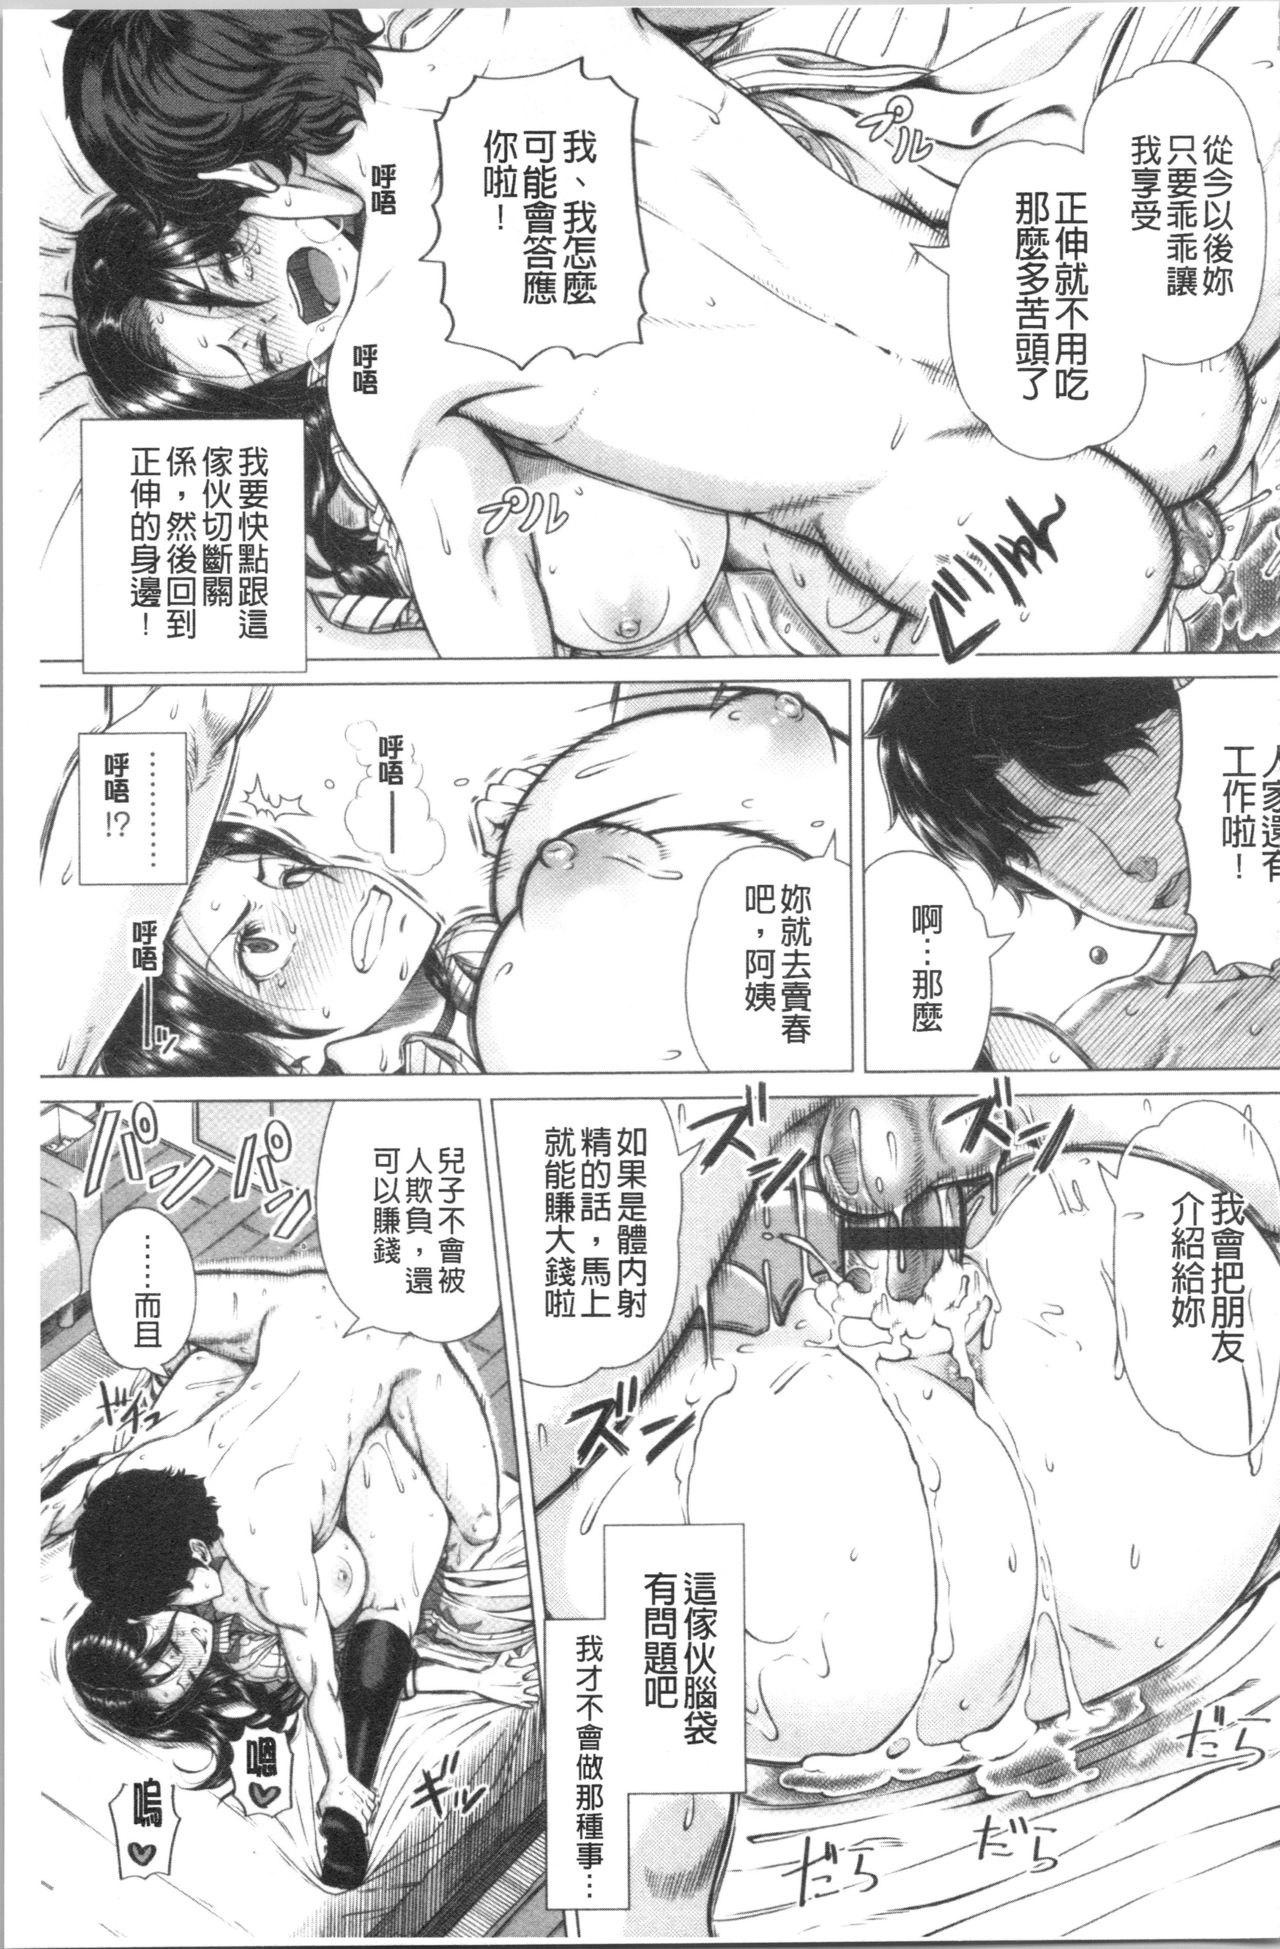 從今以後妳
只要乖乖讓
我享受
正伸就不用吃
那麼多苦頭了
プルル
我、我怎麼
可能會答應
你啦！
呼唔
呼唔
プルル
我要快點跟這
傢伙切斷關
係，然後回到
正伸的身邊！
人家還有
工作啦！
啊…那麼
妳就去賣春
吧，阿姨
呼唔——
………
呼唔!?
呼唔——ッ
我會把朋友
介紹給妳
ズッ
ズッ
如果是體內射
精的話，馬上
就能賺大錢啦
ズン
這傢伙腦袋
有問題吧
我才不會做那種事…
だら
だら
だら
兒子不會被
人欺負，還
可以賺錢
……而且
パン
パン
ギッ
嗯♥
嗚♥